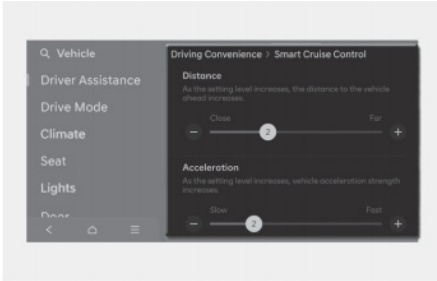 Vehicle
Driver Assistance
Drive Mode
Climate
Seat
Lights
Door
Driving Convenience > Smart Cruise Control
Distance
As the setting level increases, the distance to the vehicle
ahead increases.
Close Far
− 2 +
Acceleration
As the setting level increases, vehicle acceleration strength
increases.
Slow Fast
− 2 +